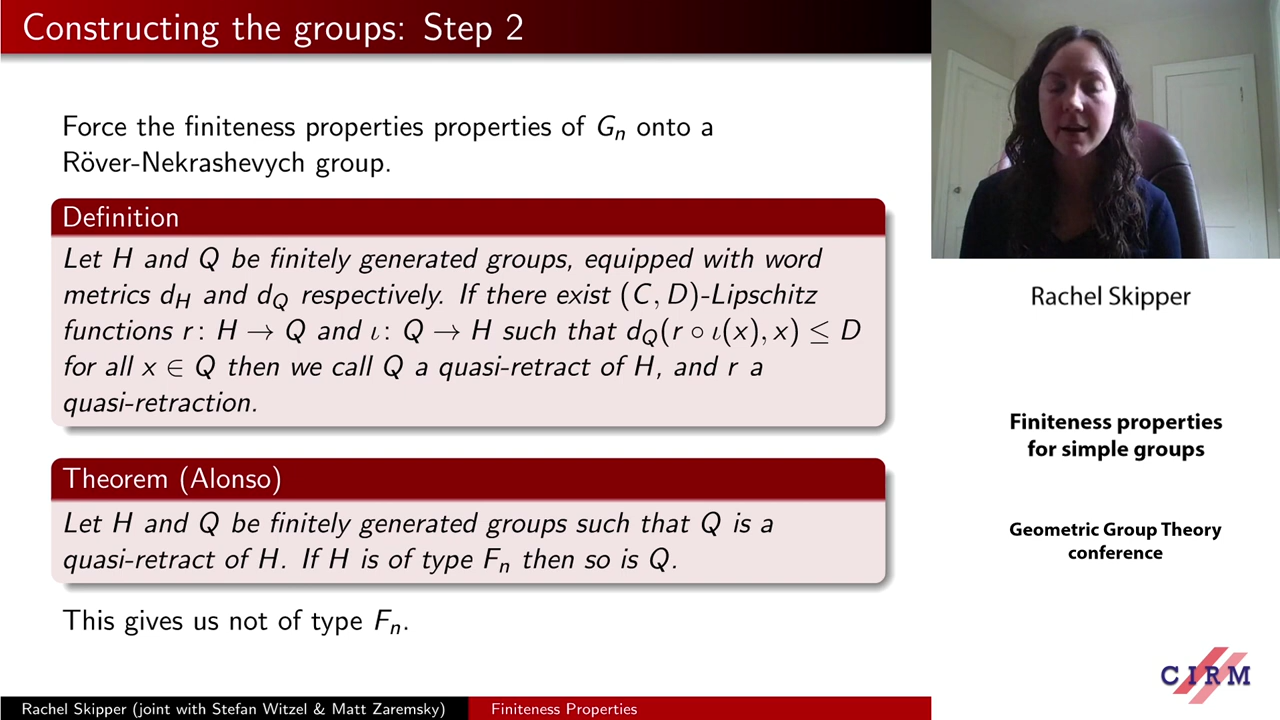 Constructing the groups: Step 2
Force the finiteness properties properties of Gₙ onto a
Röver-Nekrashevych group.
Definition
Let H and Q be finitely generated groups, equipped with word
metrics d_H and d_Q respectively. If there exist (C, D)-Lipschitz
functions r: H → Q and ι: Q → H such that d_Q(r ∘ ι(x), x) ≤ D
for all x ∈ Q then we call Q a quasi-retract of H, and r a
quasi-retraction.
Theorem (Alonso)
Let H and Q be finitely generated groups such that Q is a
quasi-retract of H. If H is of type Fₙ then so is Q.
This gives us not of type Fₙ.
Rachel Skipper (joint with Stefan Witzel & Matt Zaremsky)
Finiteness Properties
Rachel Skipper
Finiteness properties
for simple groups
Geometric Group Theory
conference
CIRM